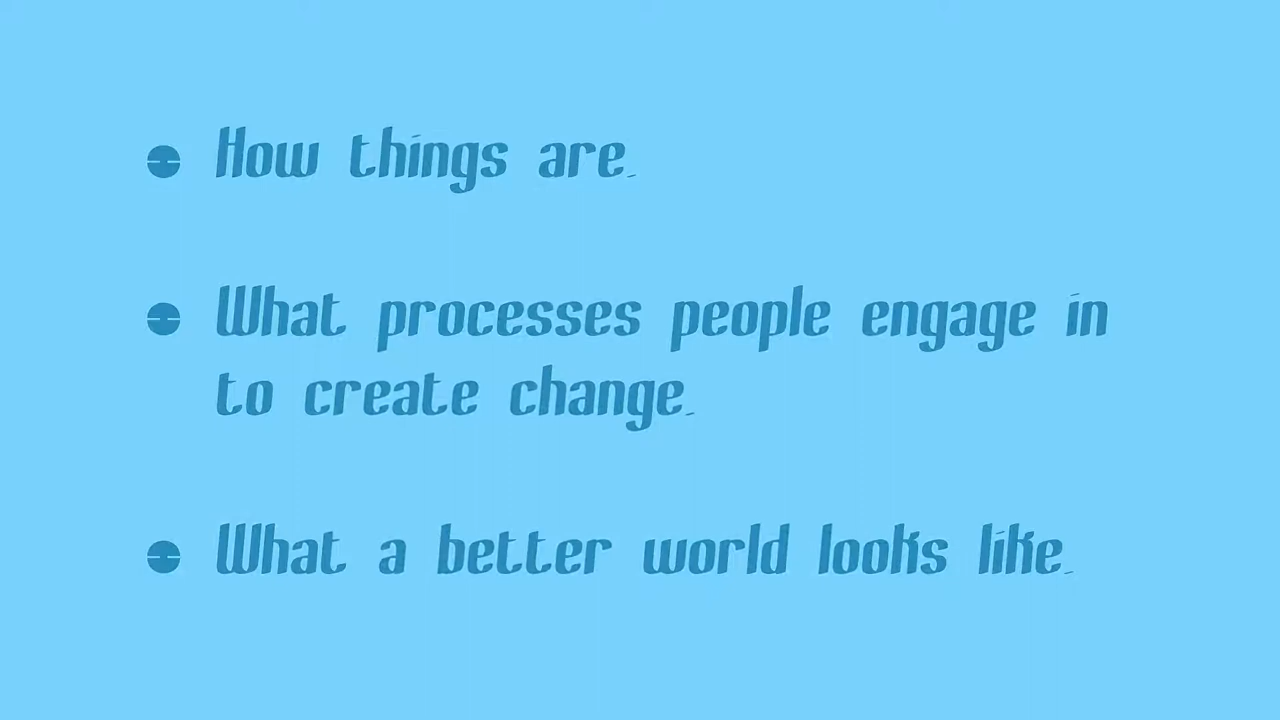 How things are.
What processes people engage in
to create change.
What a better world looks like.